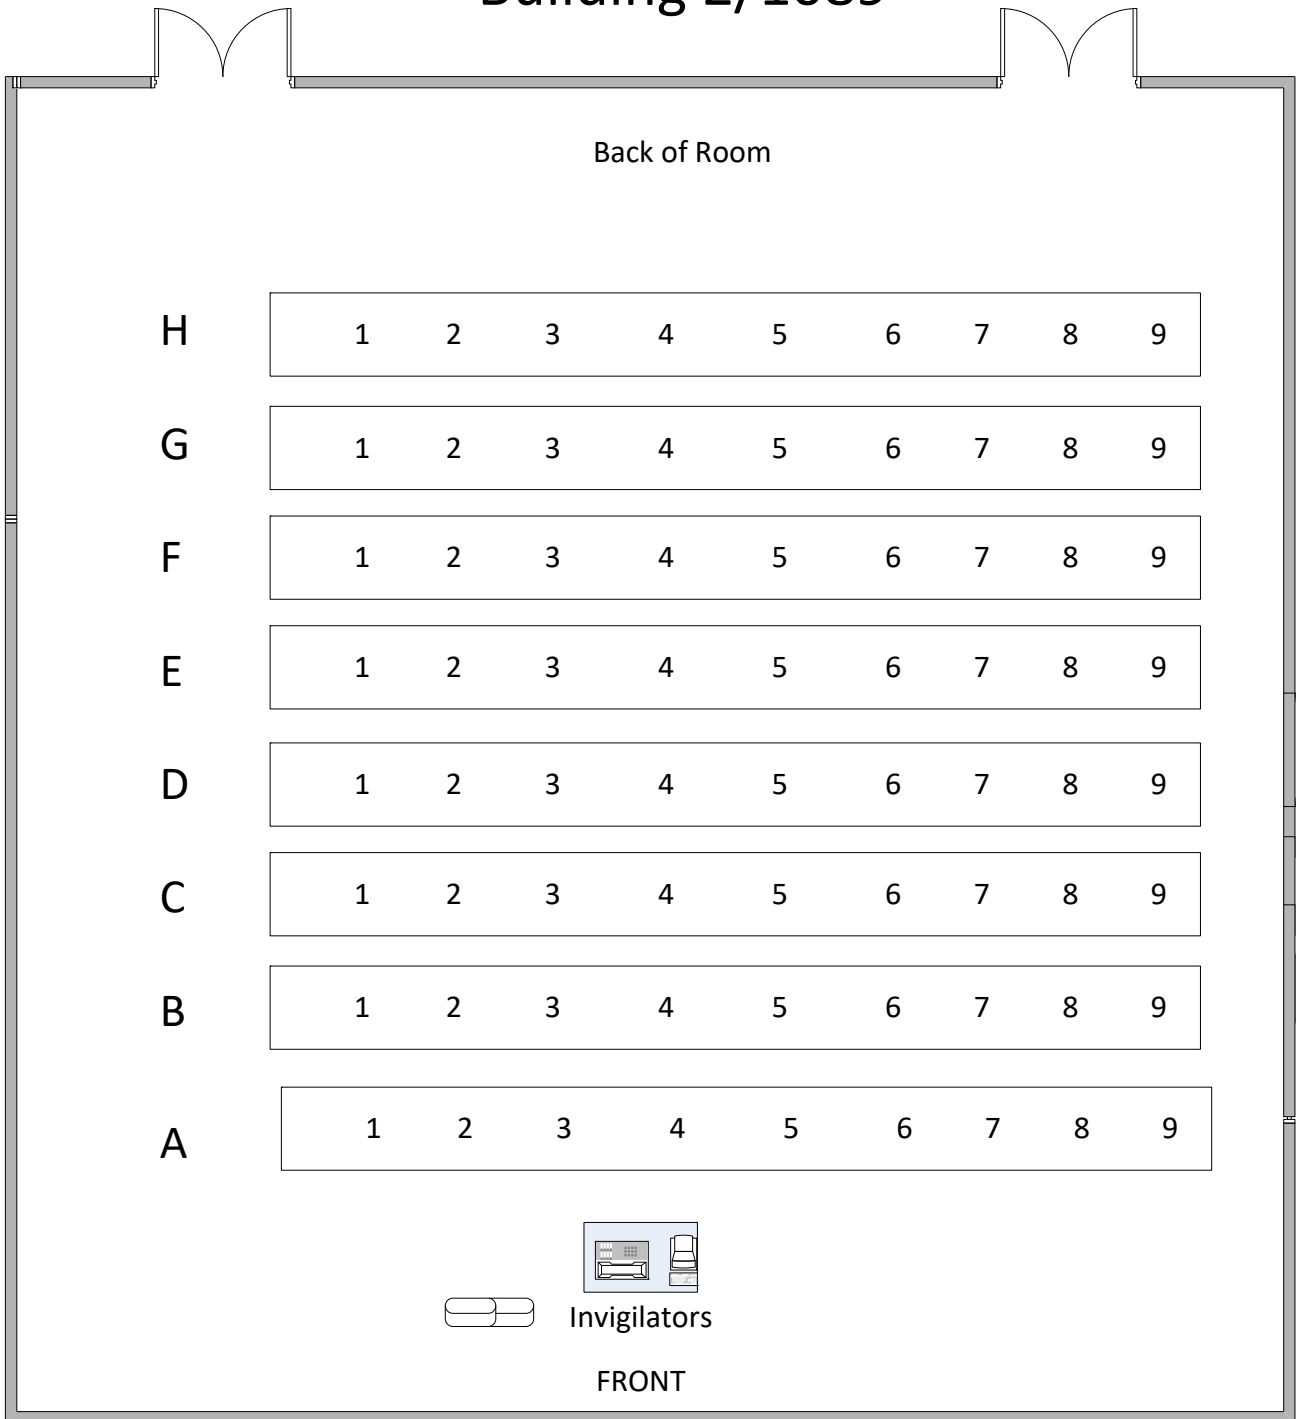 Building 2/1089
Back of Room
H 1 2 3 4 5 6 7 8 9
G 1 2 3 4 5 6 7 8 9
F 1 2 3 4 5 6 7 8 9
E 1 2 3 4 5 6 7 8 9
D 1 2 3 4 5 6 7 8 9
C 1 2 3 4 5 6 7 8 9
B 1 2 3 4 5 6 7 8 9
A 1 2 3 4 5 6 7 8 9
Invigilators
FRONT